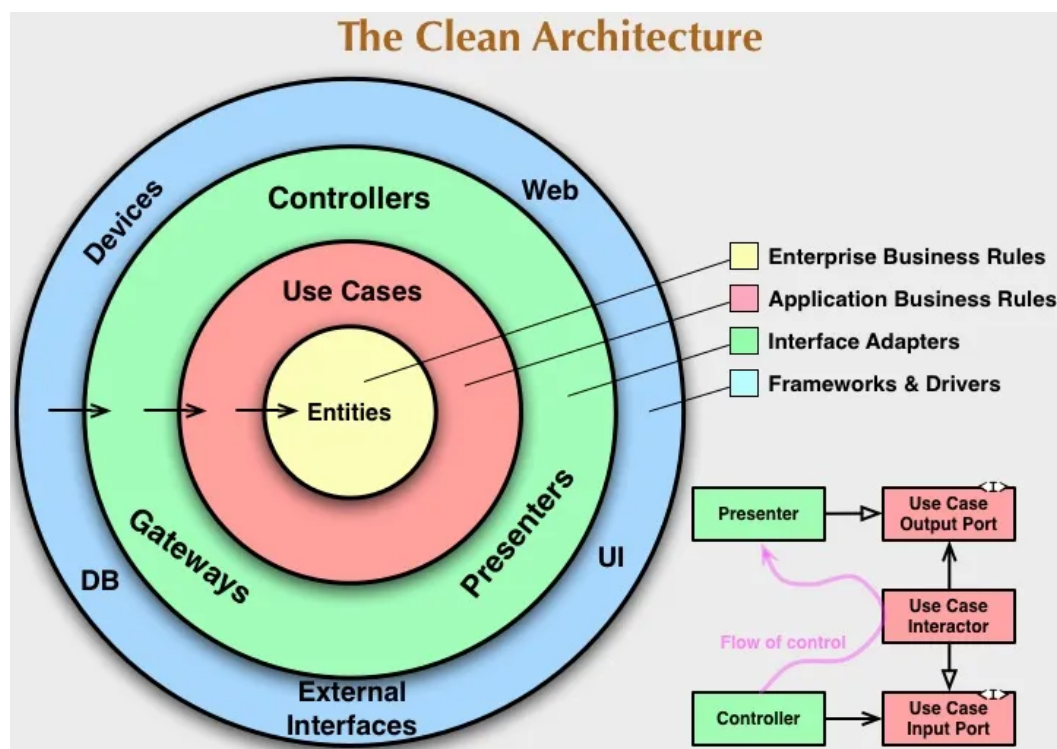 The Clean Architecture
Devices
Controllers
Web
Use Cases
Entities
Gateways
Presenters
DB
UI
External
Interfaces
Enterprise Business Rules
Application Business Rules
Interface Adapters
Frameworks & Drivers
Presenter
<I>
Use Case
Output Port
Use Case
Interactor
Flow of control
Controller
<I>
Use Case
Input Port